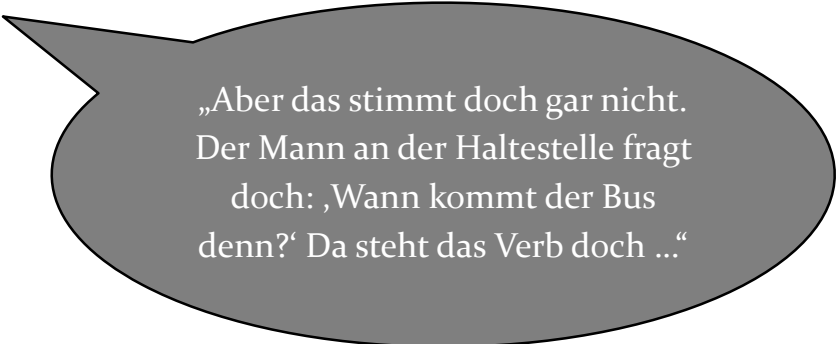 „Aber das stimmt doch gar nicht.
Der Mann an der Haltestelle fragt
doch: ‚Wann kommt der Bus
denn?‘ Da steht das Verb doch ...“